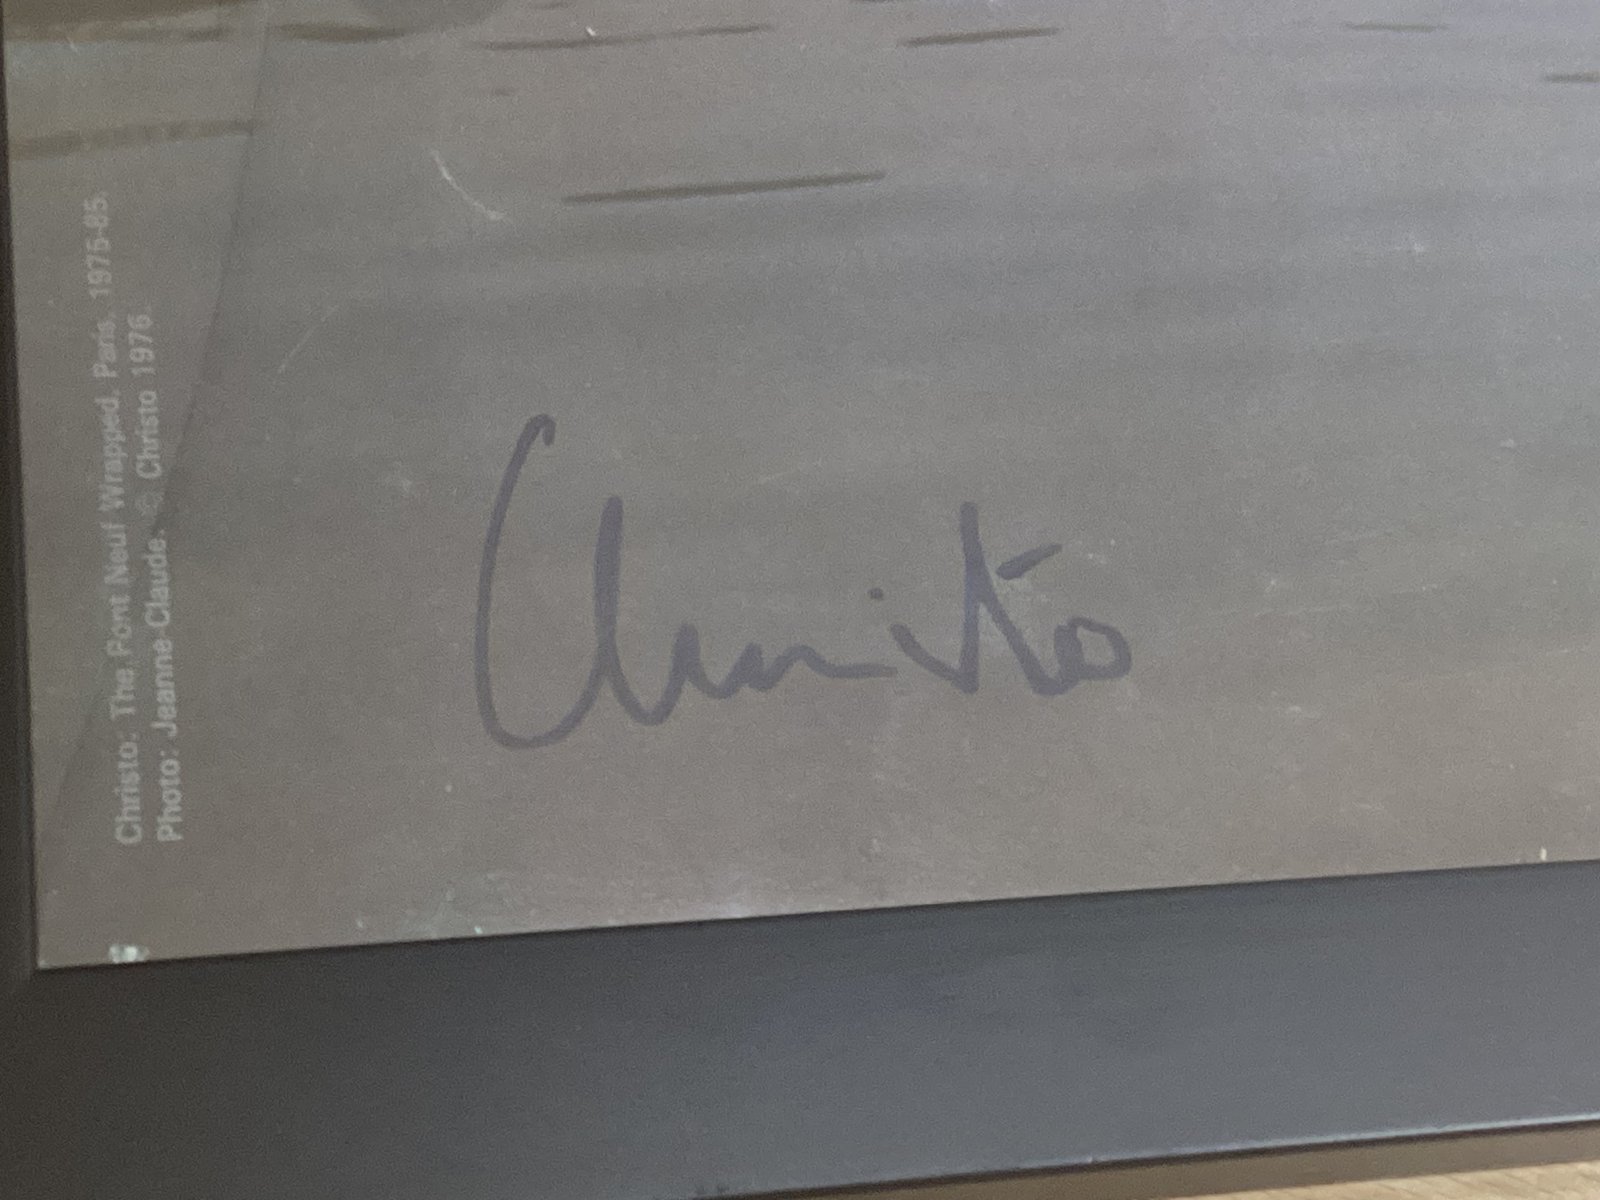 Christo: The Pont Neuf Wrapped. Paris. 1975-85.
Photo: Jeanne-Claude. © Christo 1976
Christo